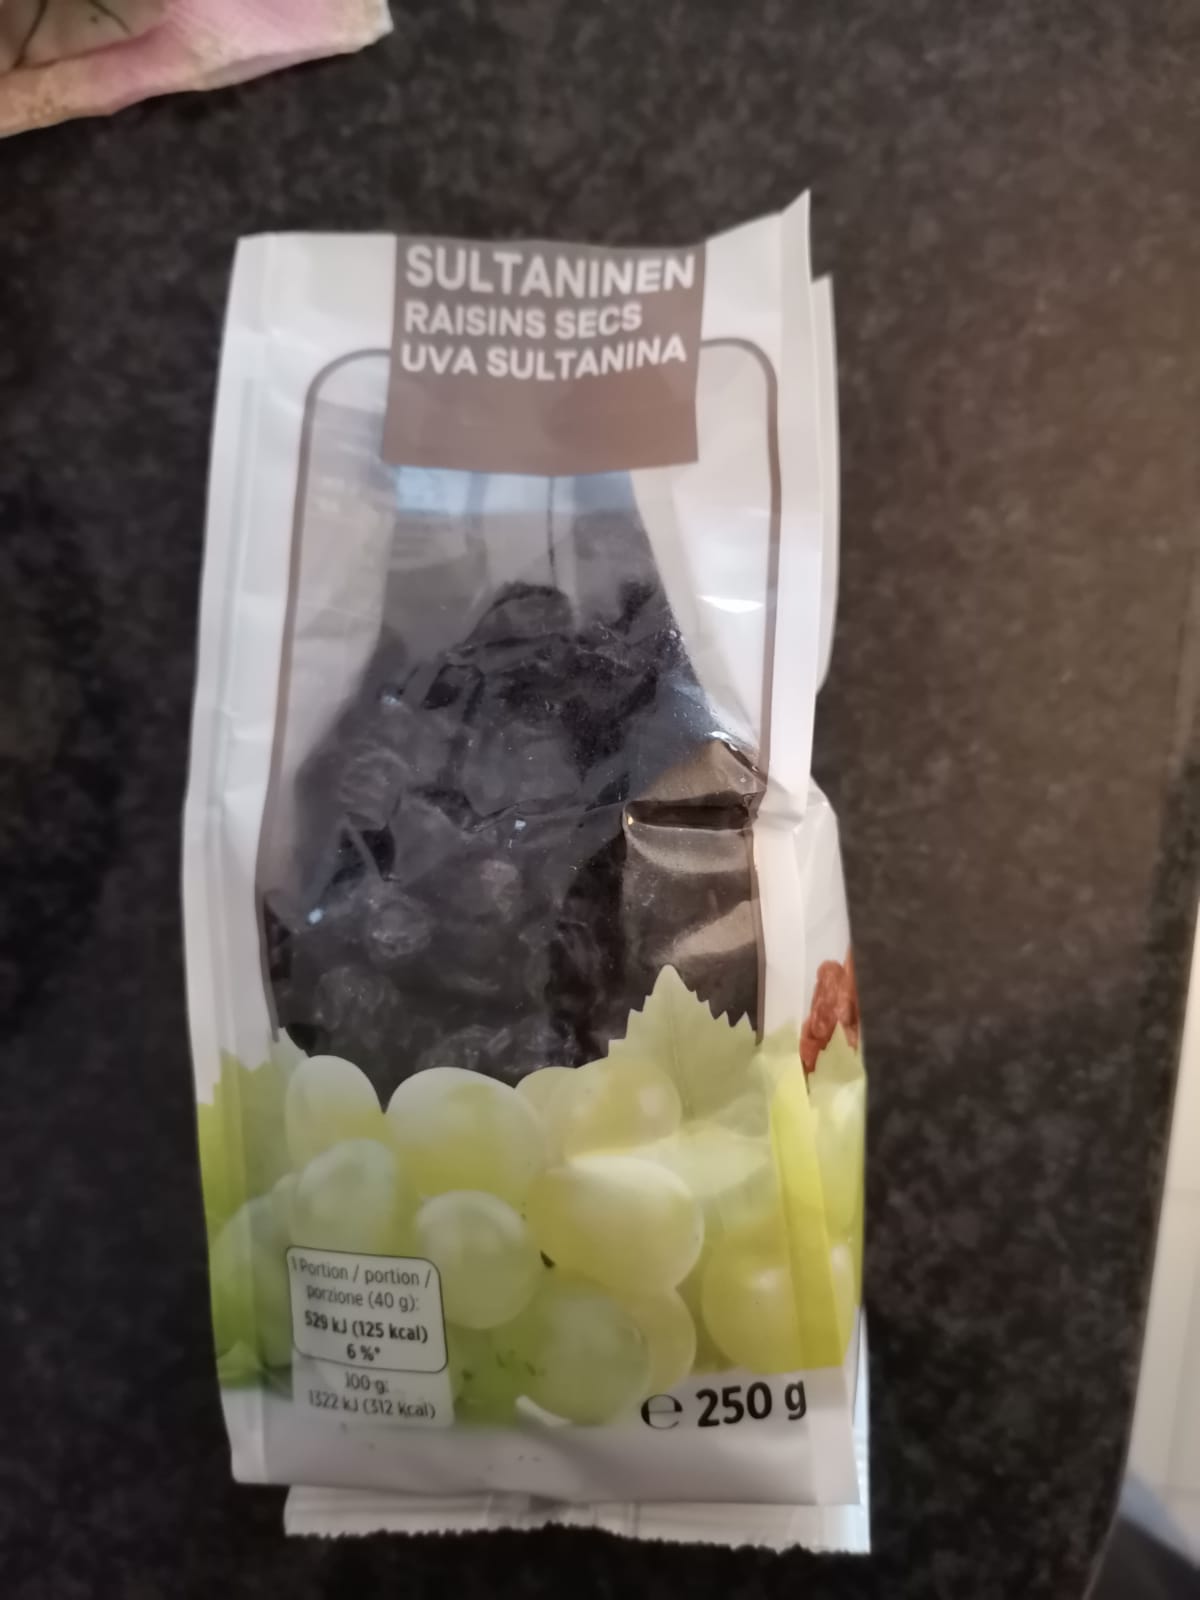 SULTANINEN
RAISINS SECS
UVA SULTANINA
1 Portion / portion /
porzione (40 g):
529 kJ (125 kcal)
6 %*
100 g:
1322 kJ (312 kcal)
℮ 250 g